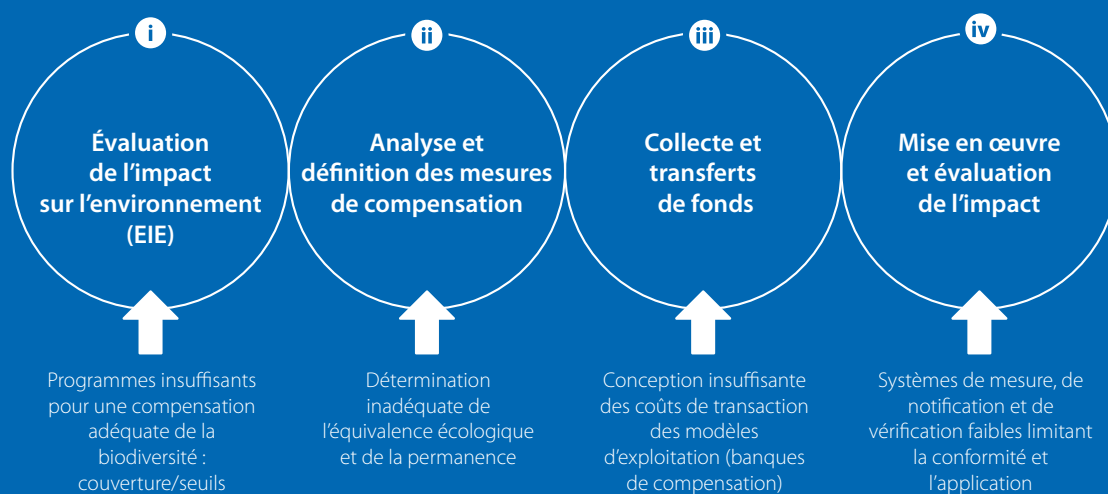 i
Évaluation
de l’impact
sur l’environnement
(EIE)
Programmes insuffisants
pour une compensation
adéquate de la
biodiversité :
couverture/seuils
ii
Analyse et
définition des mesures
de compensation
Détermination
inadéquate de
l’équivalence écologique
et de la permanence
iii
Collecte et
transferts
de fonds
Conception insuffisante
des coûts de transaction
des modèles
d’exploitation (banques
de compensation)
iv
Mise en œuvre
et évaluation
de l’impact
Systèmes de mesure, de
notification et de
vérification faibles limitant
la conformité et
l’application